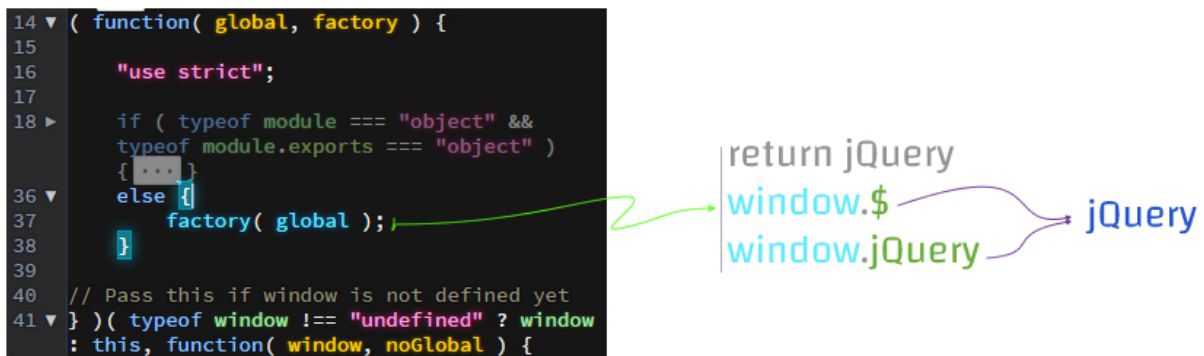 14 ▼ ( function( global, factory ) {
15
16 "use strict";
17
18 ► if ( typeof module === "object" &&
typeof module.exports === "object" )
{ ... }
36 ▼ else {
37 factory( global );
38 }
39
40 // Pass this if window is not defined yet
41 ▼ } )( typeof window !== "undefined" ? window
: this, function( window, noGlobal ) {
return jQuery
window.$
window.jQuery
jQuery